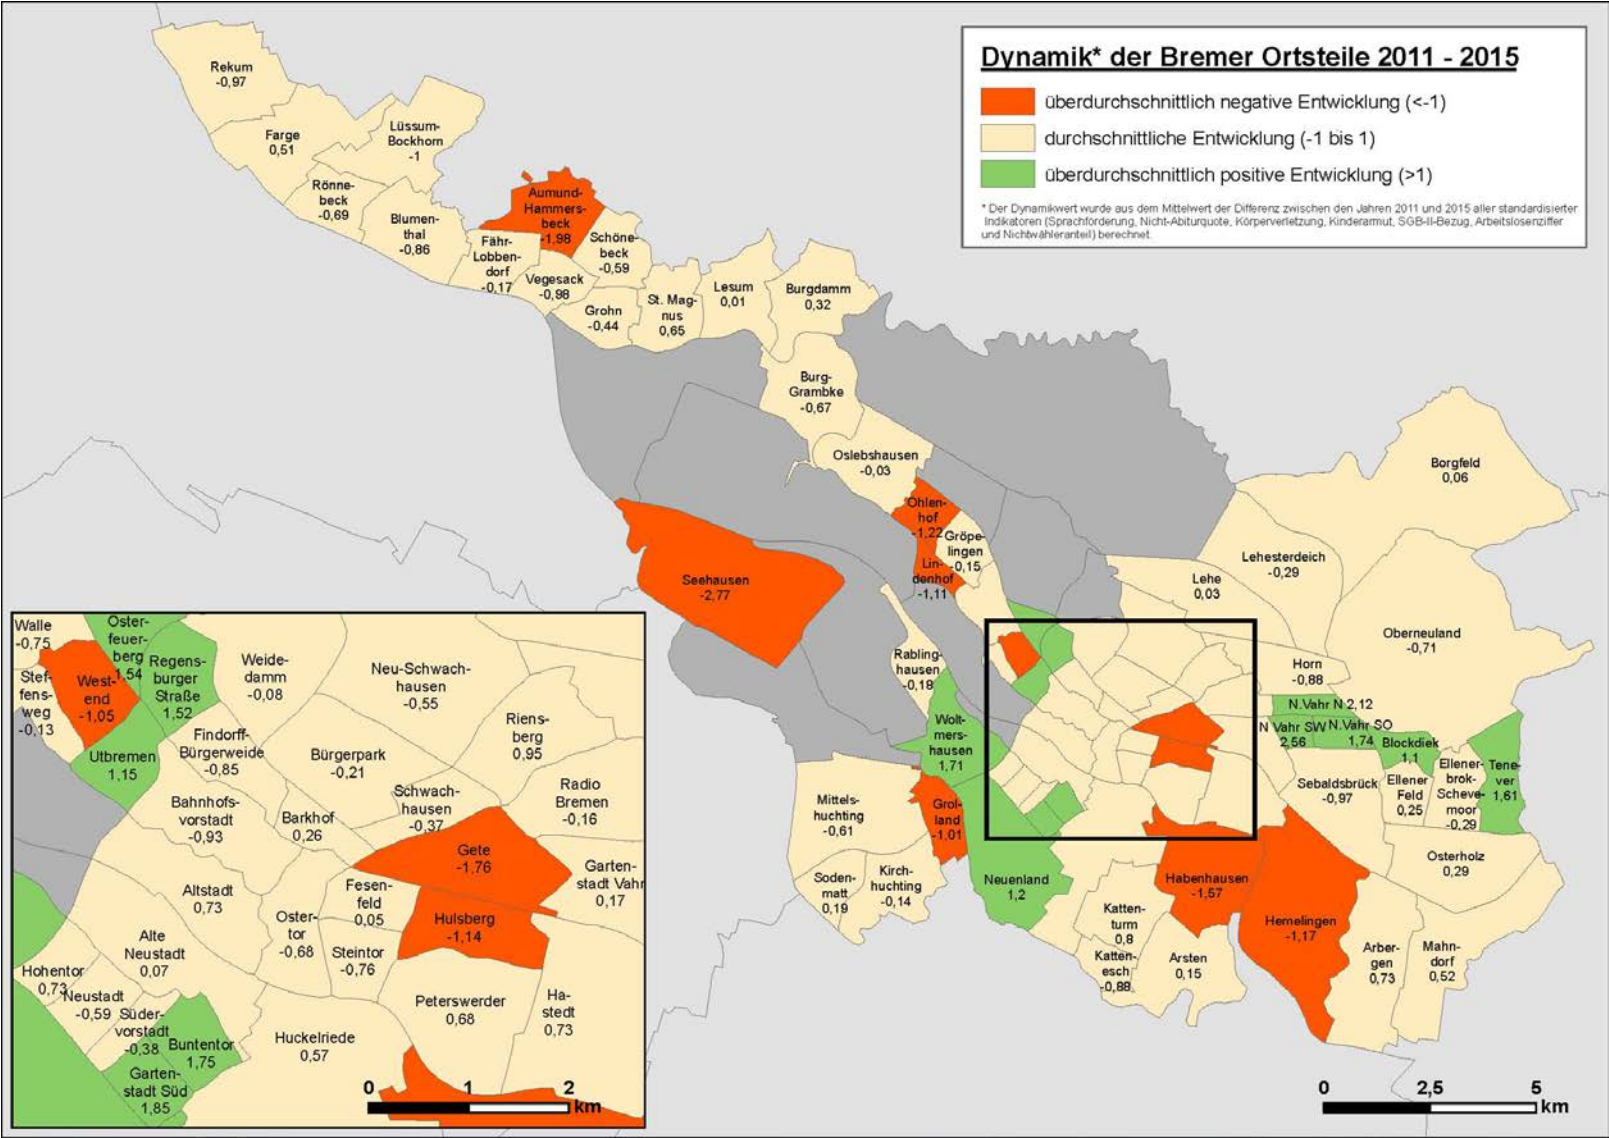 Dynamik* der Bremer Ortsteile 2011 - 2015
überdurchschnittlich negative Entwicklung (<-1)
durchschnittliche Entwicklung (-1 bis 1)
überdurchschnittlich positive Entwicklung (>1)
* Der Dynamikwert wurde aus dem Mittelwert der Differenz zwischen den Jahren 2011 und 2015 aller standardisierter
Indikatoren (Sprachförderung, Nicht-Abiturquote, Körperverletzung, Kinderarmut, SGB-II-Bezug, Arbeitslosenziffer
und Nichtwähleranteil) berechnet.
Rekum
-0,97
Farge
0,51
Lüssum-
Bockhorn
-1
Rönne-
beck
-0,69
Blumen-
thal
-0,86
Aumund-
Hammers-
beck
-1,98
Fähr-
Lobben-
dorf
-0,17
Schöne-
beck
-0,59
Vegesack
-0,98
Grohn
-0,44
St. Mag-
nus
0,65
Lesum
0,01
Burgdamm
0,32
Burg-
Grambke
-0,67
Oslebshausen
-0,03
Ohlen-
hof
-1,22
Gröpe-
lingen
-0,15
Lin-
denhof
-1,11
Seehausen
-2,77
Borgfeld
0,06
Lehesterdeich
-0,29
Lehe
0,03
Oberneuland
-0,71
Horn
-0,88
N.Vahr N 2,12
N Vahr SW
2,56
N.Vahr SO
1,74
Blockdiek
1,1
Ellener-
brok-
Scheve-
moor
-0,29
Tene-
ver
1,61
Sebaldsbrück
-0,97
Ellener
Feld
0,25
Osterholz
0,29
Rabling-
hausen
-0,18
Wolt-
mers-
hausen
1,71
Mittels-
huchting
-0,61
Grol-
land
-1,01
Soden-
matt
0,19
Kirch-
huchting
-0,14
Neuenland
1,2
Habenhausen
-1,57
Hemelingen
-1,17
Katten-
turm
0,8
Katten-
esch
-0,88
Arsten
0,15
Arber-
gen
0,73
Mahn-
dorf
0,52
Walle
-0,75
Oster-
feuer-
berg
1,54
Regens-
burger
Straße
1,52
Stef-
fens-
weg
-0,13
West-
end
-1,05
Utbremen
1,15
Weide-
damm
-0,08
Neu-Schwach-
hausen
-0,55
Riens-
berg
0,95
Findorff-
Bürgerweide
-0,85
Bürgerpark
-0,21
Radio
Bremen
-0,16
Bahnhofs-
vorstadt
-0,93
Barkhof
0,26
Schwach-
hausen
-0,37
Gete
-1,76
Garten-
stadt Vahr
0,17
Altstadt
0,73
Fesen-
feld
0,05
Hulsberg
-1,14
Oster-
tor
-0,68
Steintor
-0,76
Alte
Neustadt
0,07
Hohentor
0,73
Neustadt
-0,59
Süder-
vorstadt
-0,38
Buntentor
1,75
Garten-
stadt Süd
1,85
Huckelriede
0,57
Peterswerder
0,68
Ha-
stedt
0,73
0 1 2
km
0 2,5 5
km